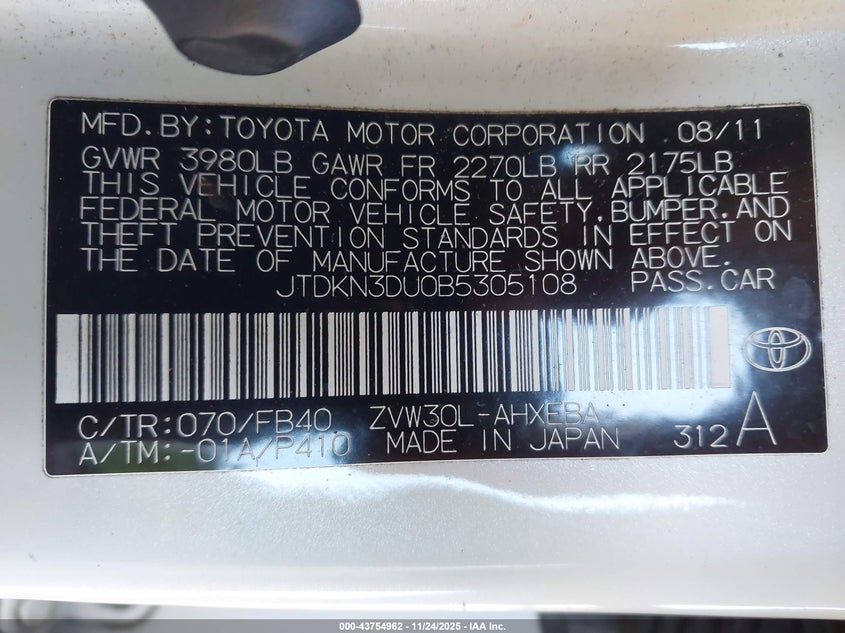 MFD.BY:TOYOTA MOTOR CORPORATION 08/11
GVWR 3980LB GAWR FR 2270LB RR 2175LB
THIS VEHICLE CONFORMS TO ALL APPLICABLE
FEDERAL MOTOR VEHICLE SAFETY,BUMPER,AND
THEFT PREVENTION STANDARDS IN EFFECT ON
THE DATE OF MANUFACTURE SHOWN ABOVE.
JTDKN3DU0B5305108 PASS.CAR
C/TR:070/FB40 ZVW30L-AHXEBA
A/TM:-01A/P410 MADE IN JAPAN 312 A
000-43754962 — 11/24/2025 — IAA Inc.